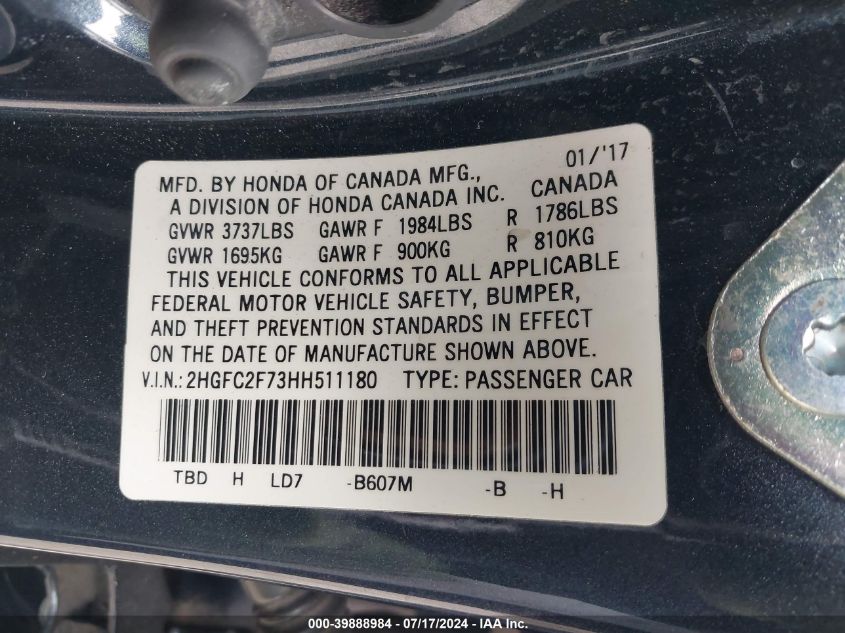 01/'17
MFD. BY HONDA OF CANADA MFG.,
A DIVISION OF HONDA CANADA INC. CANADA
GVWR 3737LBS GAWR F 1984LBS R 1786LBS
GVWR 1695KG GAWR F 900KG R 810KG
THIS VEHICLE CONFORMS TO ALL APPLICABLE
FEDERAL MOTOR VEHICLE SAFETY, BUMPER,
AND THEFT PREVENTION STANDARDS IN EFFECT
ON THE DATE OF MANUFACTURE SHOWN ABOVE.
V.I.N.: 2HGFC2F73HH511180 TYPE: PASSENGER CAR
TBD H LD7 -B607M -B -H
000-39888984 / 07/17/2024 - IAA Inc.